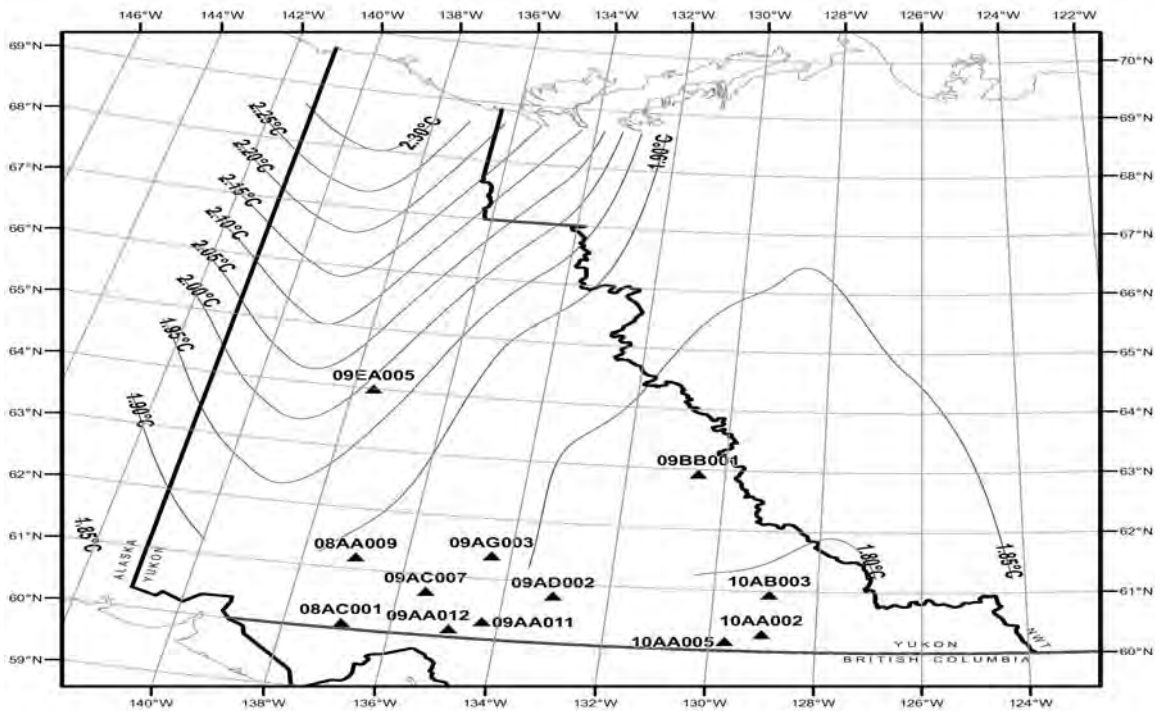 146°W 144°W 142°W 140°W 138°W 136°W 135°W 133°W 131°W 130°W 128°W 126°W 124°W 122°W
69°N
70°N
68°N
69°N
67°N
68°N
66°N
67°N
65°N
66°N
64°N
65°N
63°N
64°N
62°N
63°N
61°N
62°N
60°N
61°N
59°N
60°N
2.25°C
2.30°C
1.90°C
2.20°C
2.15°C
2.10°C
2.05°C
2.00°C
1.95°C
1.90°C
1.85°C
1.80°C
1.85°C
09EA005
09BB001
08AA009
09AG003
09AC007
09AD002
10AB003
08AC001
09AA012
09AA011
10AA002
10AA005
ALASKA
YUKON
YUKON
NWT
BRITISH COLUMBIA
140°W 138°W 136°W 134°W 132°W 130°W 128°W 126°W 124°W